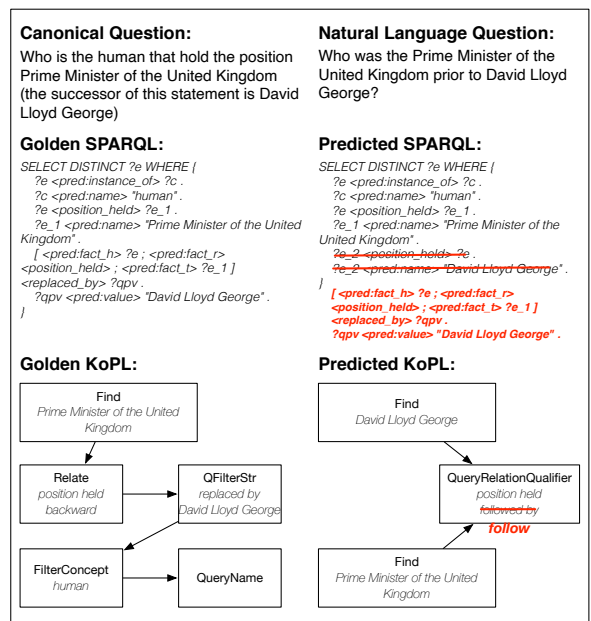 Canonical Question:
Who is the human that hold the position
Prime Minister of the United Kingdom
(the successor of this statement is David
Lloyd George)
Natural Language Question:
Who was the Prime Minister of the
United Kingdom prior to David Lloyd
George?
Golden SPARQL:
SELECT DISTINCT ?e WHERE {
?e <pred:instance_of> ?c .
?c <pred:name> "human" .
?e <position_held> ?e_1 .
?e_1 <pred:name> "Prime Minister of the United
Kingdom" .
[ <pred:fact_h> ?e ; <pred:fact_r>
<position_held> ; <pred:fact_t> ?e_1 ]
<replaced_by> ?qpv .
?qpv <pred:value> "David Lloyd George" .
}
Predicted SPARQL:
SELECT DISTINCT ?e WHERE {
?e <pred:instance_of> ?c .
?c <pred:name> "human" .
?e <position_held> ?e_1 .
?e_1 <pred:name> "Prime Minister of the
United Kingdom" .
?e_2 <position_held> ?e .
?e_2 <pred:name> "David Lloyd George" .
}
[ <pred:fact_h> ?e ; <pred:fact_r>
<position_held> ; <pred:fact_t> ?e_1 ]
<replaced_by> ?qpv .
?qpv <pred:value> "David Lloyd George" .
Golden KoPL:
Find
Prime Minister of the United
Kingdom
Relate
position held
backward
QFilterStr
replaced by
David Lloyd George
FilterConcept
human
QueryName
Predicted KoPL:
Find
David Lloyd George
QueryRelationQualifier
position held
followed by
follow
Find
Prime Minister of the United
Kingdom